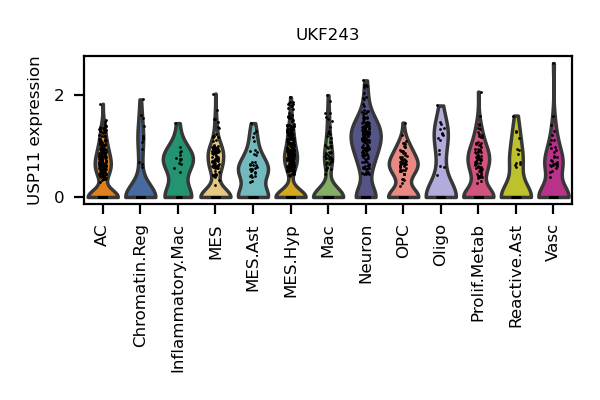 UKF243
USP11 expression
2
0
AC
Chromatin.Reg
Inflammatory.Mac
MES
MES.Ast
MES.Hyp
Mac
Neuron
OPC
Oligo
Prolif.Metab
Reactive.Ast
Vasc